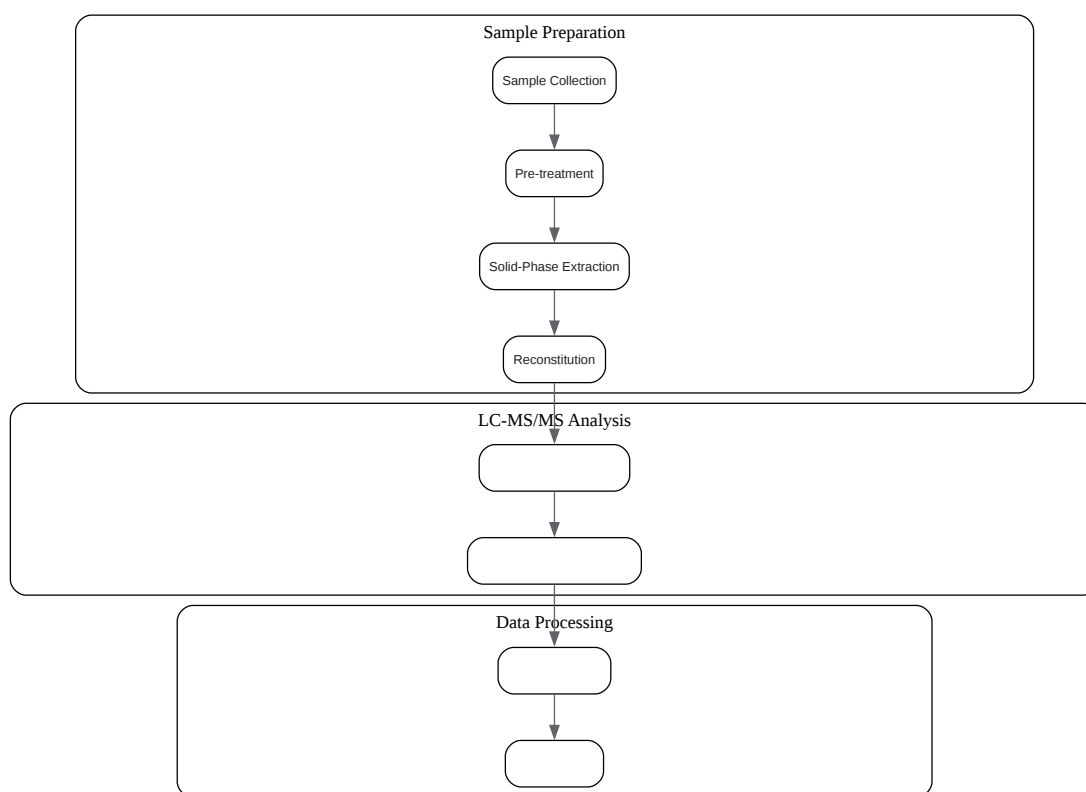 Sample Preparation
Sample Collection
Pre-treatment
Solid-Phase Extraction
Reconstitution
LC-MS/MS Analysis
Data Processing